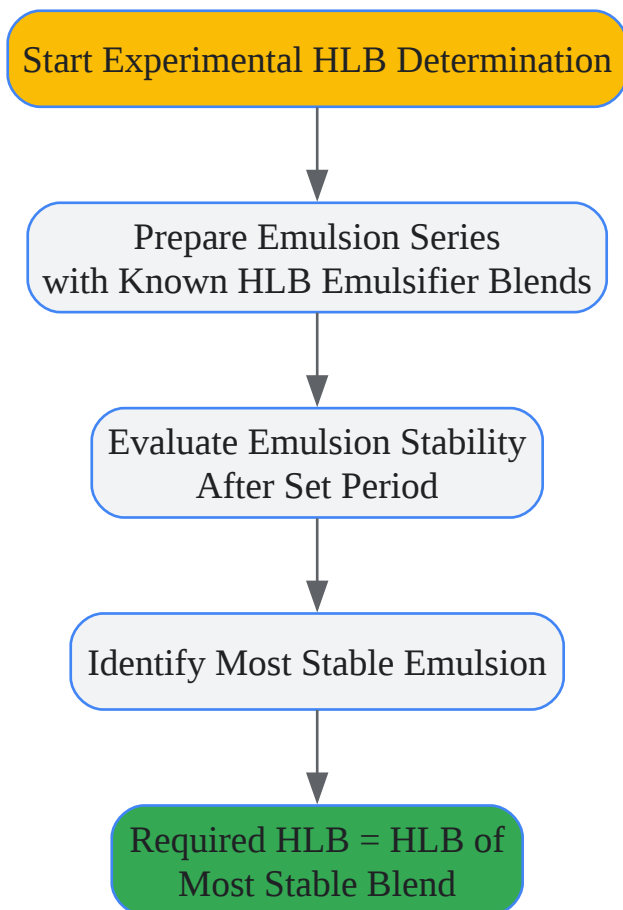 Start Experimental HLB Determination
Prepare Emulsion Series
with Known HLB Emulsifier Blends
Evaluate Emulsion Stability
After Set Period
Identify Most Stable Emulsion
Required HLB = HLB of
Most Stable Blend